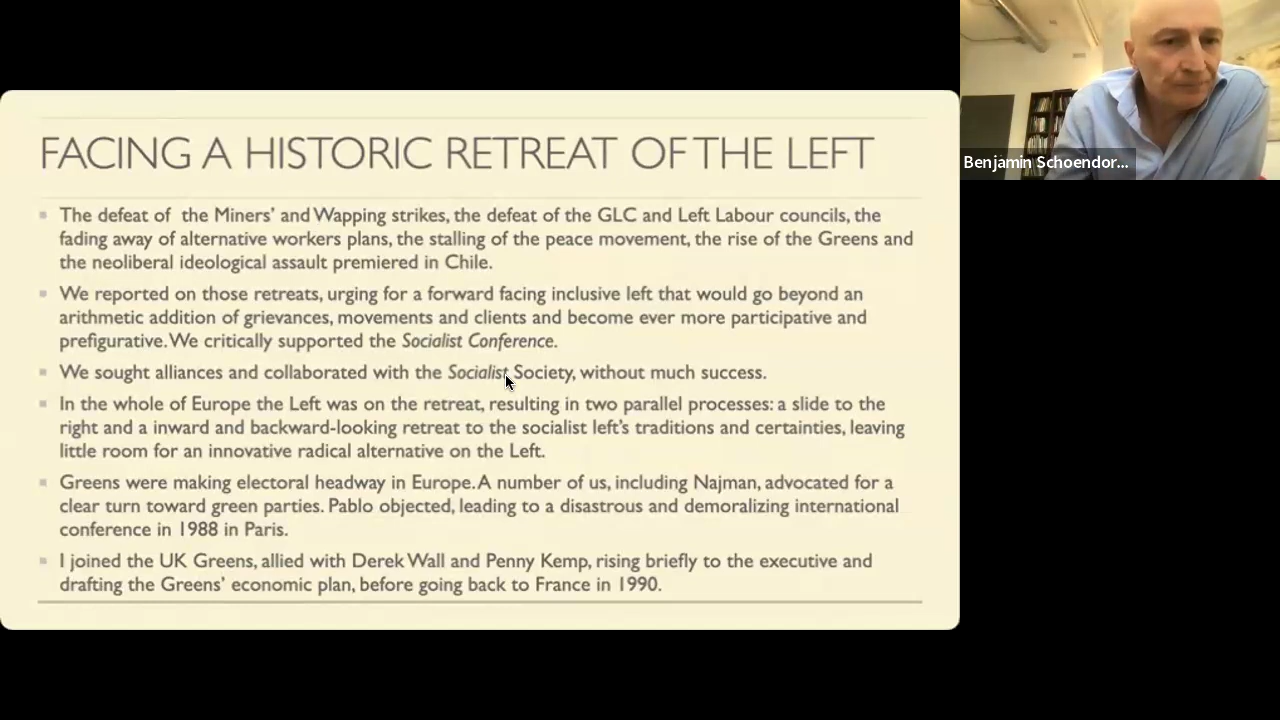 FACING A HISTORIC RETREAT OF THE LEFT
The defeat of the Miners' and Wapping strikes, the defeat of the GLC and Left Labour councils, the
fading away of alternative workers plans, the stalling of the peace movement, the rise of the Greens and
the neoliberal ideological assault premiered in Chile.
We reported on those retreats, urging for a forward facing inclusive left that would go beyond an
arithmetic addition of grievances, movements and clients and become ever more participative and
prefigurative. We critically supported the Socialist Conference.
We sought alliances and collaborated with the Socialist Society, without much success.
In the whole of Europe the Left was on the retreat, resulting in two parallel processes: a slide to the
right and a inward and backward-looking retreat to the socialist left's traditions and certainties, leaving
little room for an innovative radical alternative on the Left.
Greens were making electoral headway in Europe. A number of us, including Najman, advocated for a
clear turn toward green parties. Pablo objected, leading to a disastrous and demoralizing international
conference in 1988 in Paris.
I joined the UK Greens, allied with Derek Wall and Penny Kemp, rising briefly to the executive and
drafting the Greens' economic plan, before going back to France in 1990.
Benjamin Schoendor...